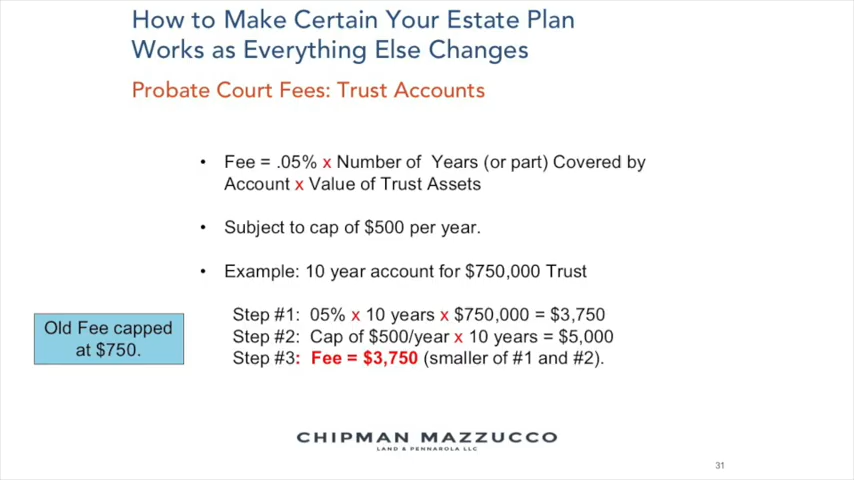 How to Make Certain Your Estate Plan
Works as Everything Else Changes
Probate Court Fees: Trust Accounts
• Fee = .05% x Number of Years (or part) Covered by
Account x Value of Trust Assets
• Subject to cap of $500 per year.
• Example: 10 year account for $750,000 Trust
Step #1: 05% x 10 years x $750,000 = $3,750
Step #2: Cap of $500/year x 10 years = $5,000
Step #3: Fee = $3,750 (smaller of #1 and #2).
Old Fee capped
at $750.
CHIPMAN MAZZUCCO
LAND & PENNAROLA LLC
31